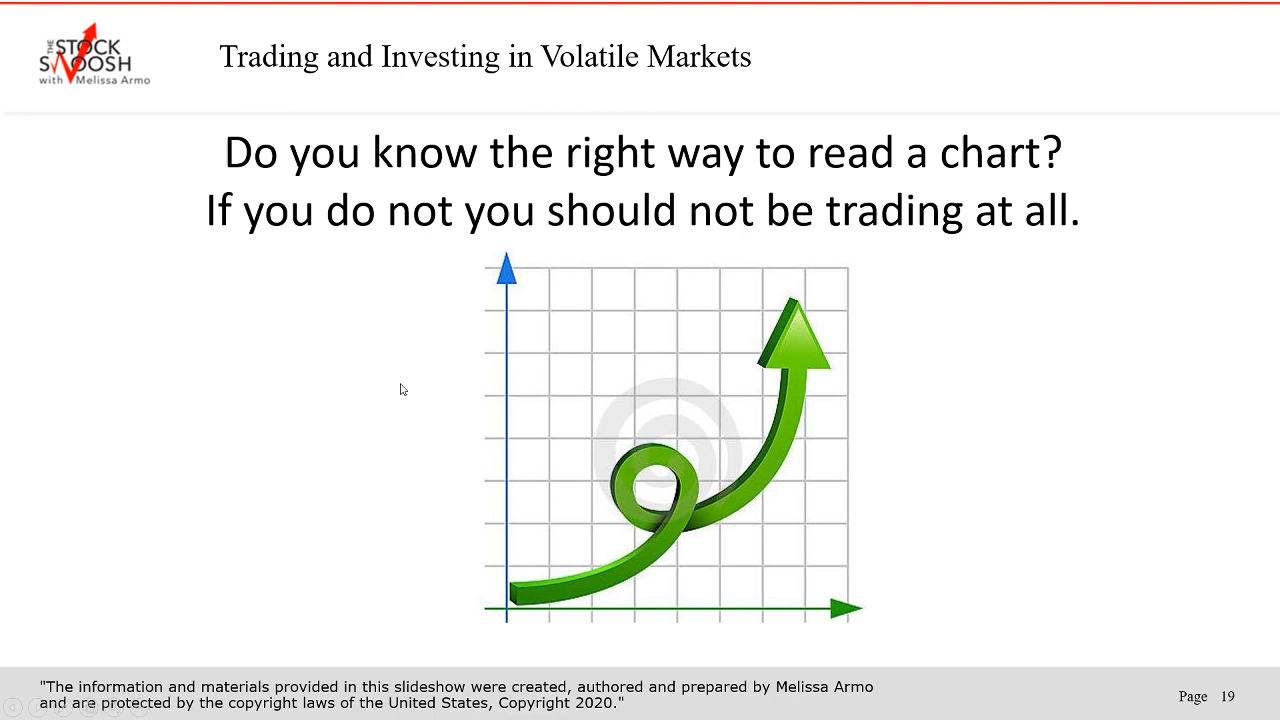 THE STOCK
SWOOSH
with Melissa Armo
Trading and Investing in Volatile Markets
Do you know the right way to read a chart?
If you do not you should not be trading at all.
"The information and materials provided in this slideshow were created, authored and prepared by Melissa Armo
and are protected by the copyright laws of the United States, Copyright 2020."
Page 19